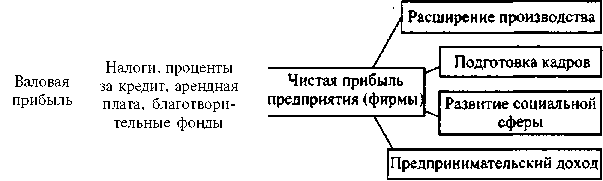 Валовая
прибыль
Налоги, проценты
за кредит, арендная
плата, благотвори-
тельные фонды
Чистая прибыль
предприятия (фирмы)
Расширение производства
Подготовка кадров
Развитие социальной
сферы
Предпринимательский доход